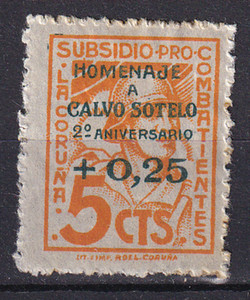 SUBSIDIO·PRO·COMBATIENTES
·LA CORUÑA·
HOMENAJE
A
CALVO SOTELO
2º ANIVERSARIO
+ 0,25
5 CTS.